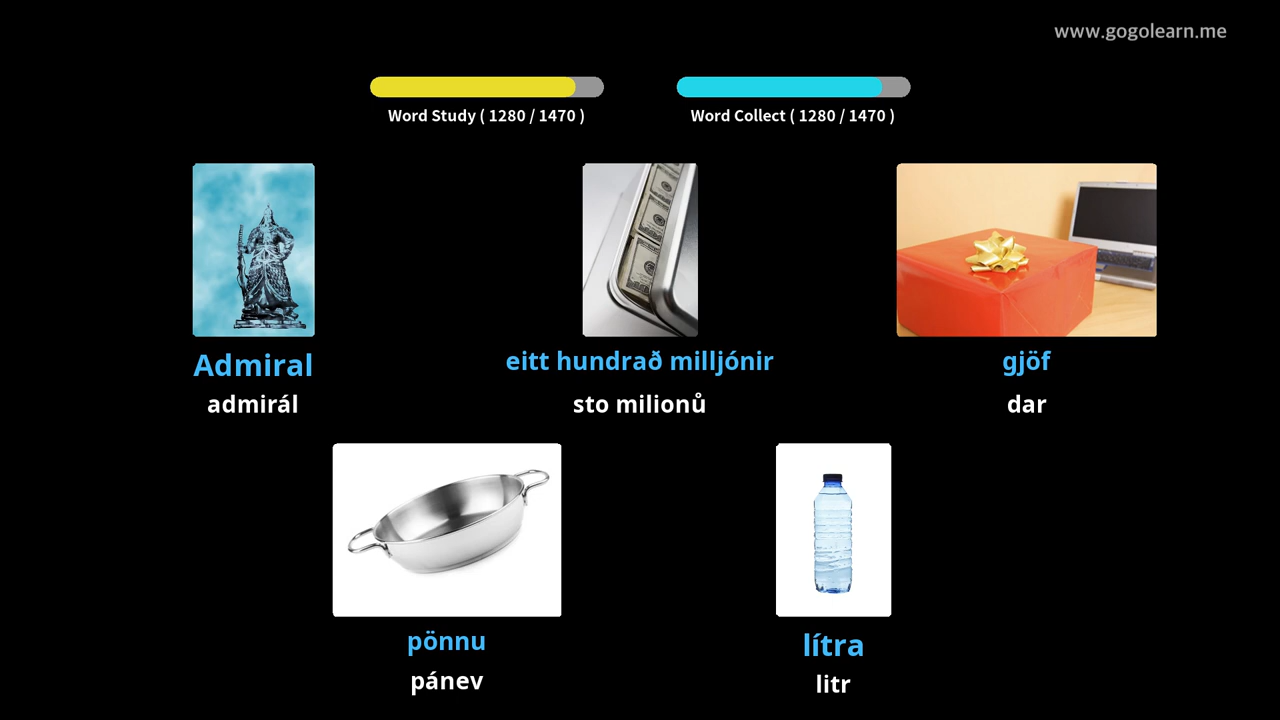 www.gogolearn.me
Word Study ( 1280 / 1470 )
Word Collect ( 1280 / 1470 )
Admiral
admirál
eitt hundrað milljónir
sto milionů
gjöf
dar
pönnu
pánev
lítra
litr